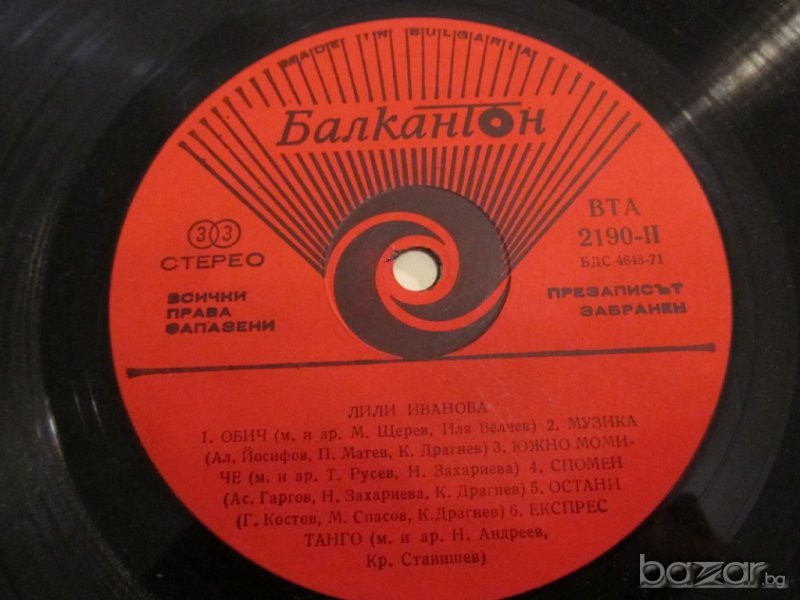 MADE IN BULGARIA
Балкантон
33
СТЕРЕО
ВСИЧКИ
ПРАВА
ЗАПАЗЕНИ
ВТА
2190-II
БДС 4648-71
ПРЕЗАПИСЪТ
ЗАБРАНЕН
ЛИЛИ ИВАНОВА
1. ОБИЧ (м. и ар. М. Щерев, Иля Велчев) 2. МУЗИКА
(Ал. Йосифов, П. Матев, К. Драгнев) 3. ЮЖНО МОМИ-
ЧЕ (м. и ар. Т. Русев, Н. Захариева) 4. СПОМЕН
(Ас. Гаргов, Н. Захариева, К. Драгнев) 5. ОСТАНИ
(Г. Костов, М. Спасов, К.Драгнев) 6. ЕКСПРЕС
ТАНГО (м. и ар. Н. Андреев,
Кр. Станишев)
bazar.bg